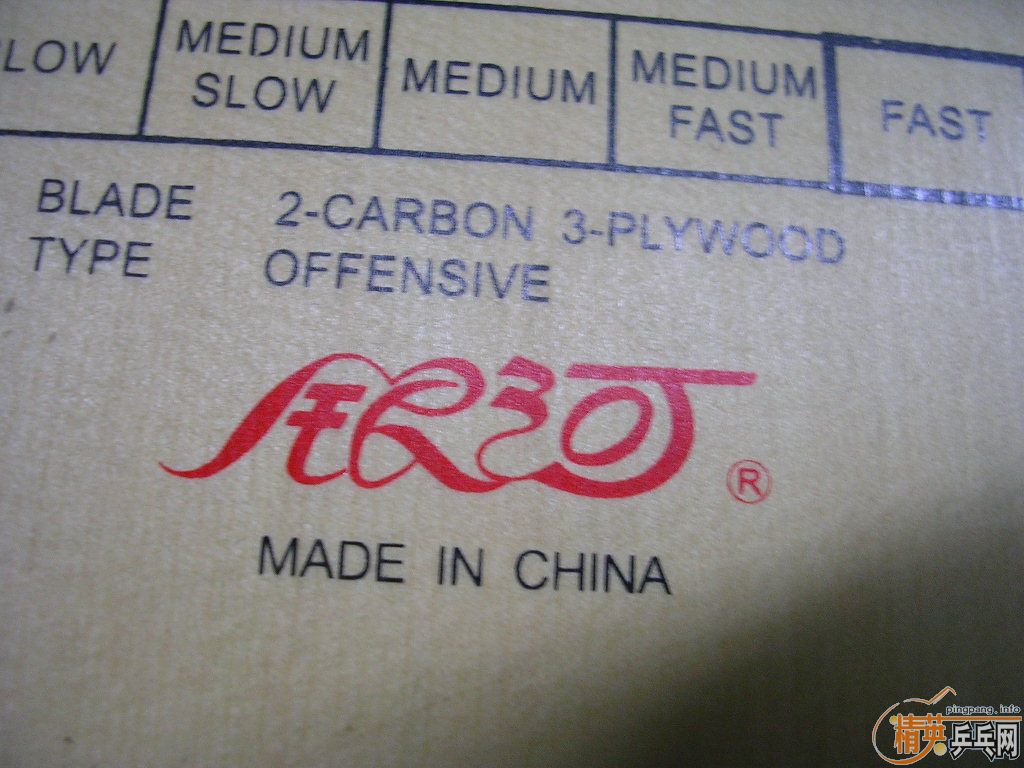 LOW
MEDIUM
SLOW
MEDIUM
MEDIUM
FAST
FAST
BLADE 2-CARBON 3-PLYWOOD
TYPE OFFENSIVE
®
MADE IN CHINA
pingpang.info
精英乒乓网